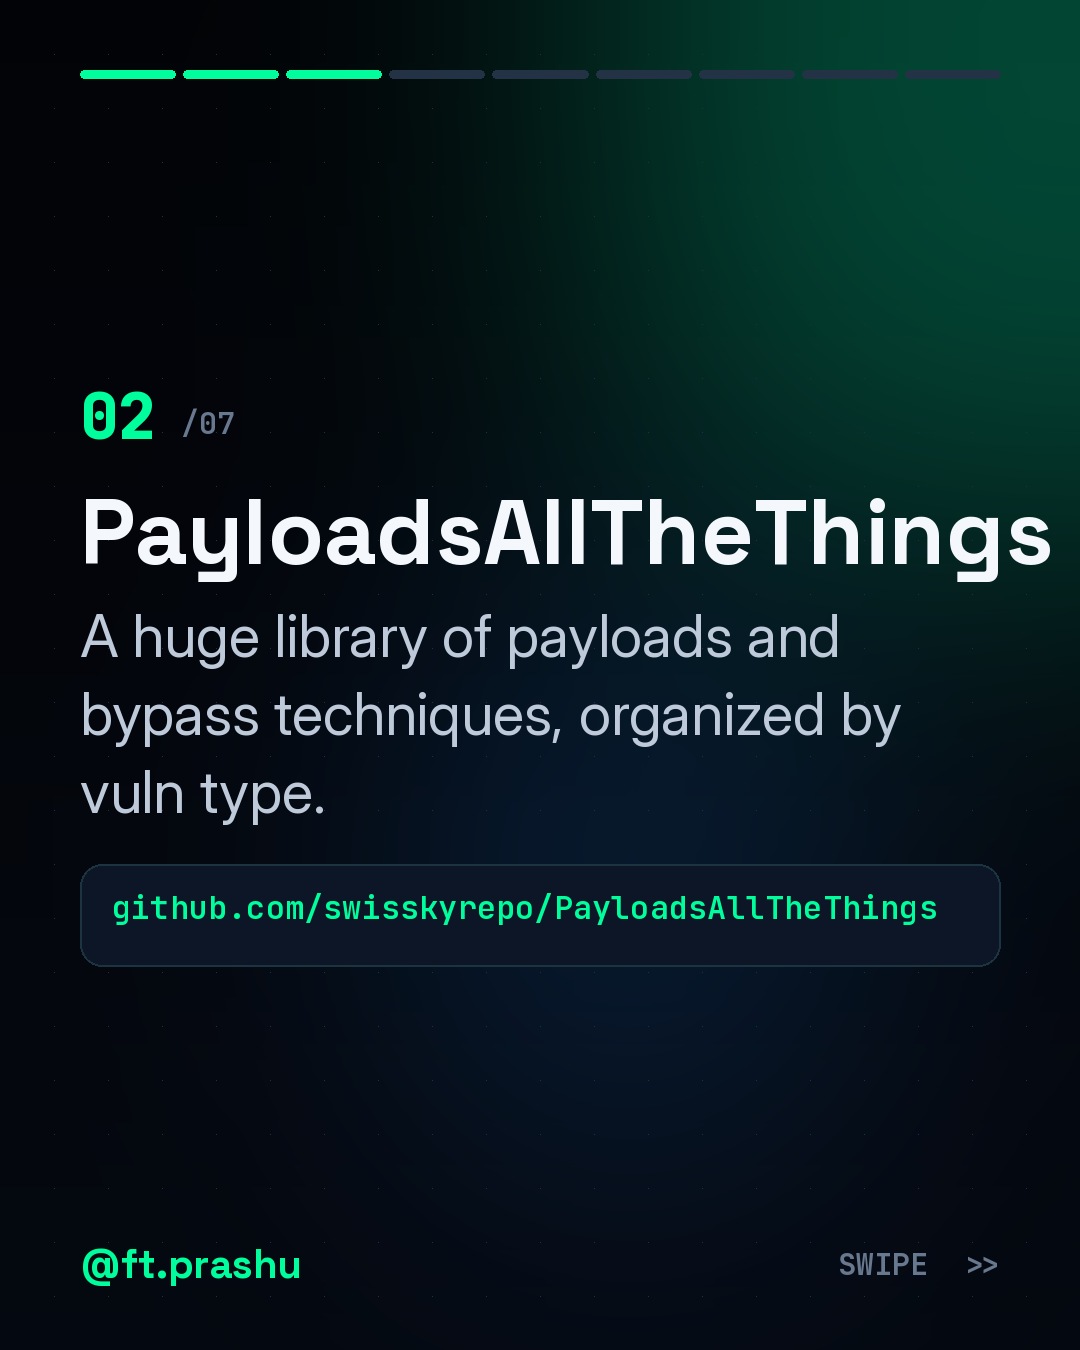 02 /07
PayloadsAllTheThings
A huge library of payloads and
bypass techniques, organized by
vuln type.
github.com/swisskyrepo/PayloadsAllTheThings
@ft.prashu
SWIPE >>